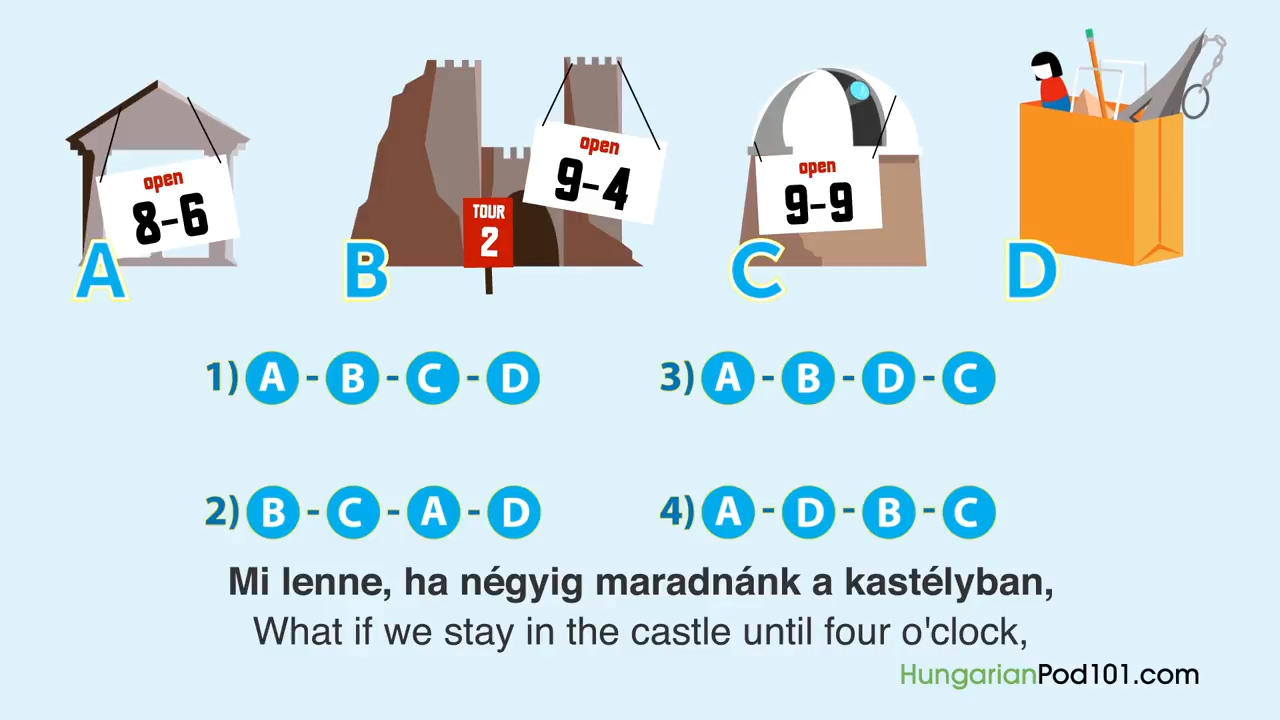 open
8-6
A
TOUR
2
open
9-4
B
open
9-9
C
D
1) A - B - C - D
3) A - B - D - C
2) B - C - A - D
4) A - D - B - C
Mi lenne, ha négyig maradnánk a kastélyban,
What if we stay in the castle until four o'clock,
HungarianPod101.com